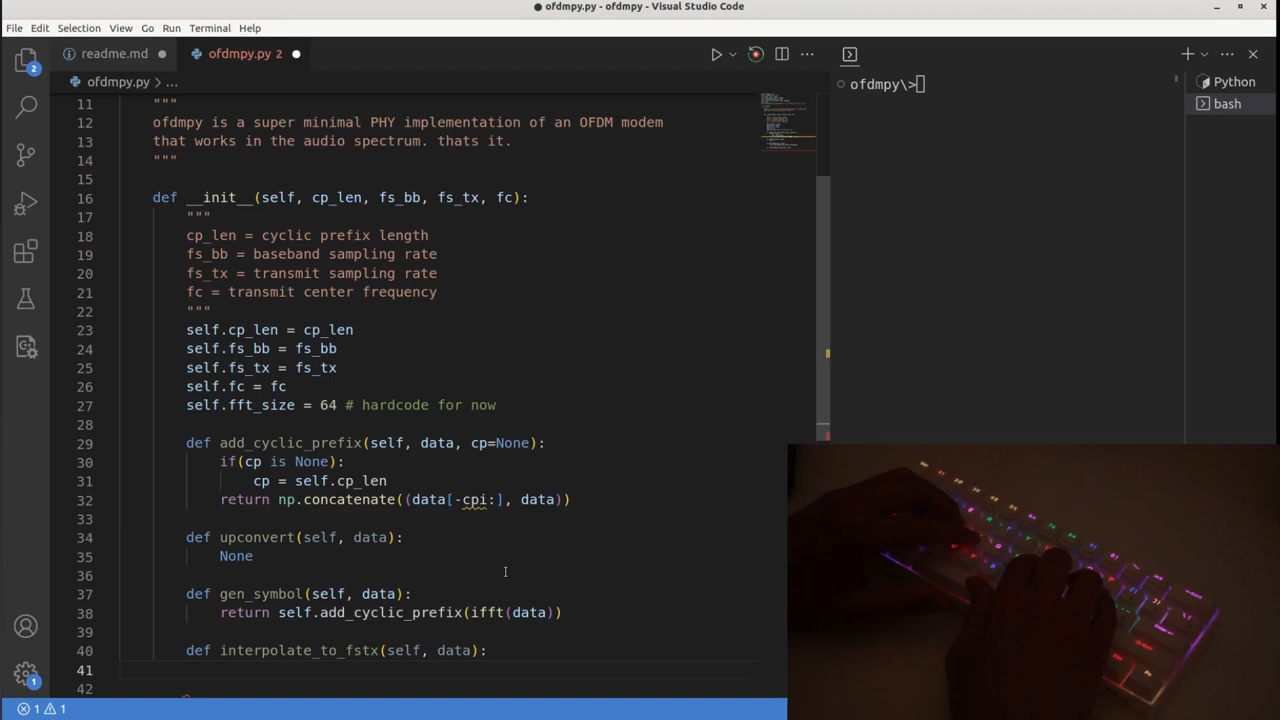 ofdmpy.py - ofdmpy - Visual Studio Code
File Edit Selection View Go Run Terminal Help
readme.md ofdmpy.py 2
ofdmpy.py > ...
11 """
12 ofdmpy is a super minimal PHY implementation of an OFDM modem
13 that works in the audio spectrum. thats it.
14 """
15
16 def __init__(self, cp_len, fs_bb, fs_tx, fc):
17 """
18 cp_len = cyclic prefix length
19 fs_bb = baseband sampling rate
20 fs_tx = transmit sampling rate
21 fc = transmit center frequency
22 """
23 self.cp_len = cp_len
24 self.fs_bb = fs_bb
25 self.fs_tx = fs_tx
26 self.fc = fc
27 self.fft_size = 64 # hardcode for now
28
29 def add_cyclic_prefix(self, data, cp=None):
30 if(cp is None):
31 cp = self.cp_len
32 return np.concatenate((data[-cpi:], data))
33
34 def upconvert(self, data):
35 None
36
37 def gen_symbol(self, data):
38 return self.add_cyclic_prefix(ifft(data))
39
40 def interpolate_to_fstx(self, data):
41
42
ofdmpy\>
Python
bash
2
1
1 1